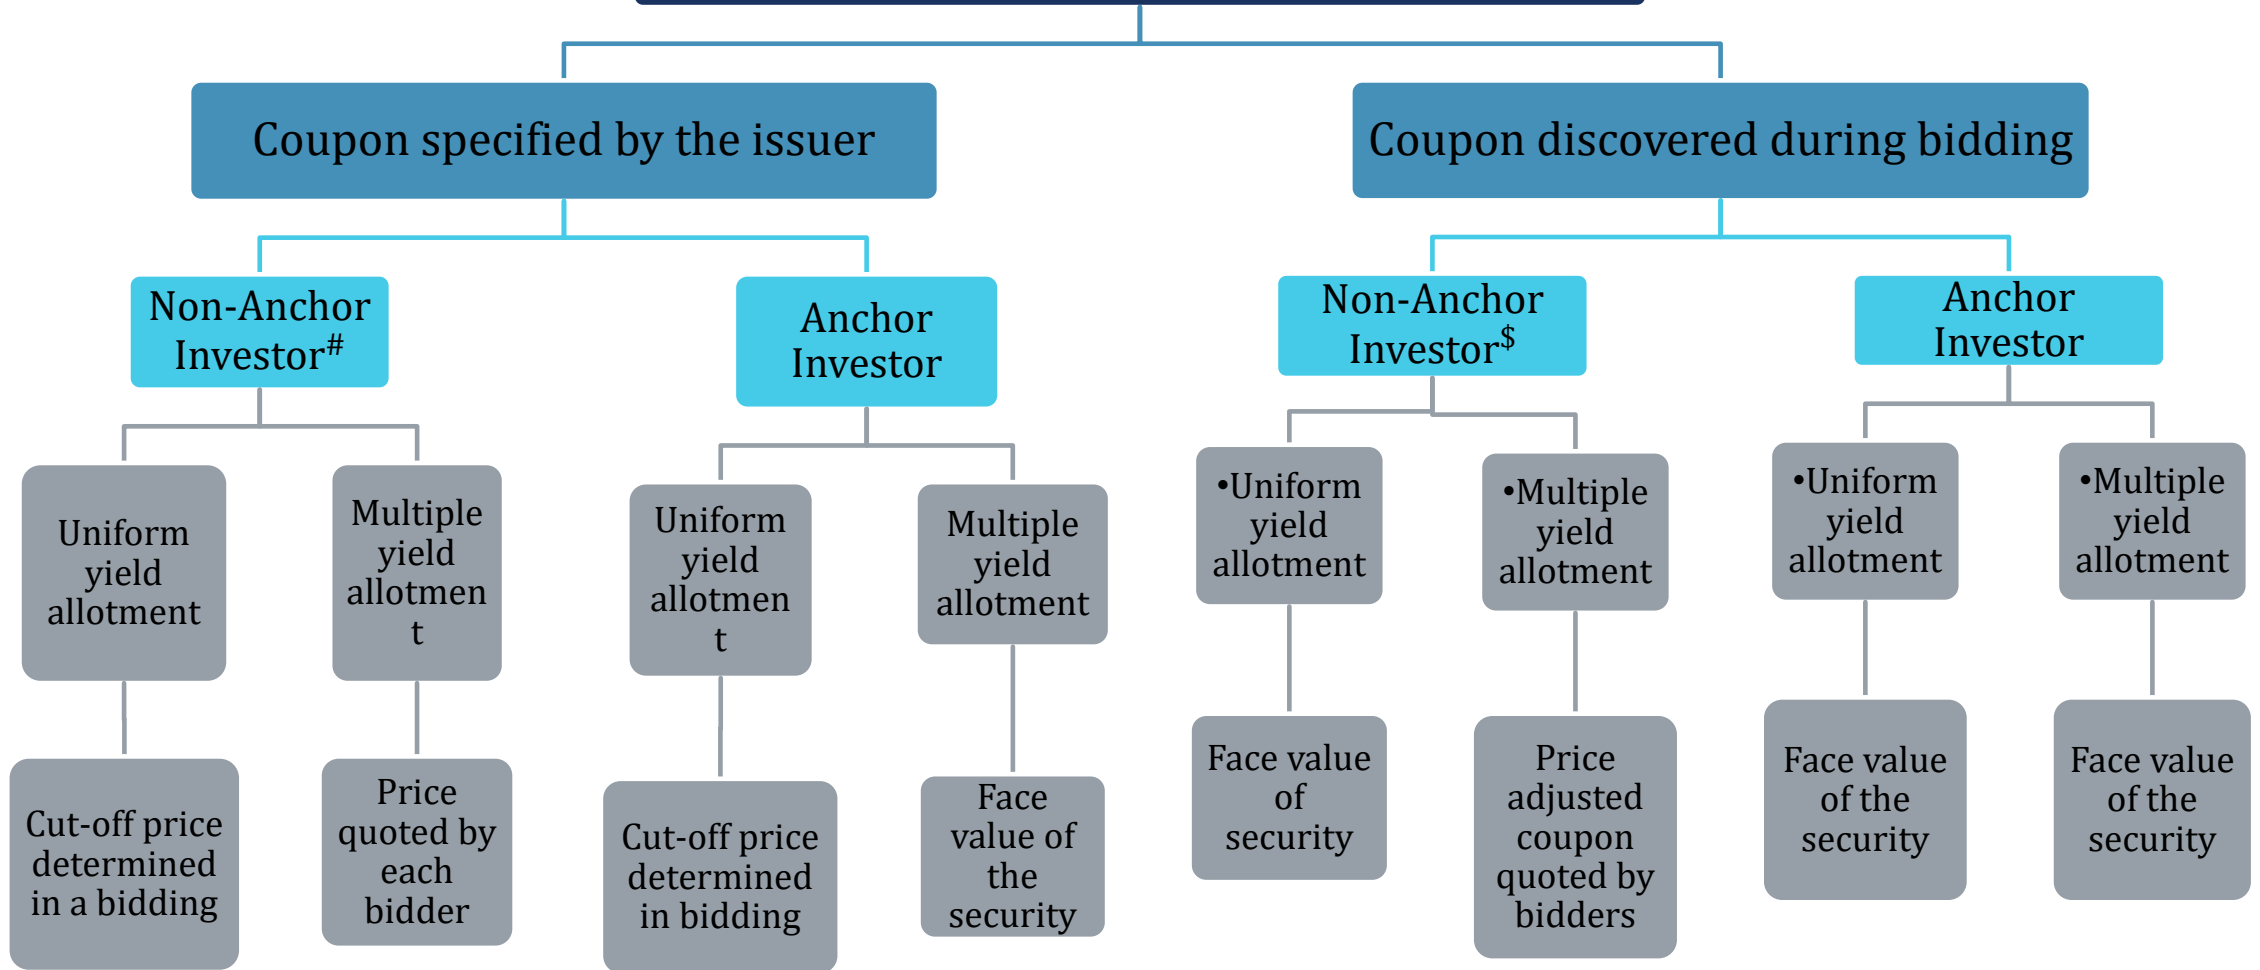 Coupon specified by the issuer
Coupon discovered during bidding
Non-Anchor
Investor#
Anchor
Investor
Non-Anchor
Investor$
Anchor
Investor
Uniform
yield
allotment
Multiple
yield
allotmen
t
Uniform
yield
allotmen
t
Multiple
yield
allotment
•Uniform
yield
allotment
•Multiple
yield
allotment
•Uniform
yield
allotment
•Multiple
yield
allotment
Cut-off price
determined
in a bidding
Price
quoted by
each
bidder
Cut-off price
determined
in bidding
Face
value of
the
security
Face value
of
security
Price
adjusted
coupon
quoted by
bidders
Face value
of the
security
Face value
of the
security